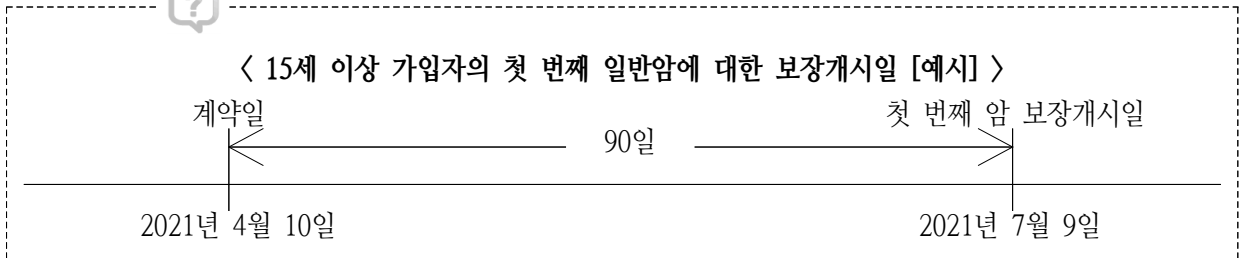 〈 15세 이상 가입자의 첫 번째 일반암에 대한 보장개시일 [예시] 〉
계약일 첫 번째 암 보장개시일
90일
2021년 4월 10일 2021년 7월 9일